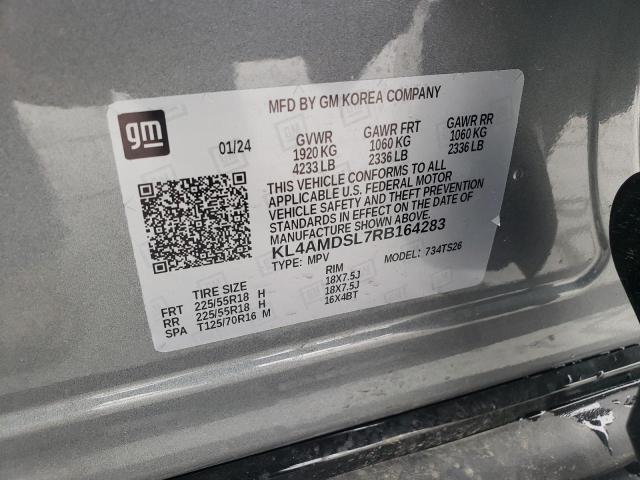 gm
MFD BY GM KOREA COMPANY
01/24 GVWR GAWR FRT GAWR RR
1920 KG 1060 KG 1060 KG
4233 LB 2336 LB 2336 LB
THIS VEHICLE CONFORMS TO ALL
APPLICABLE U.S. FEDERAL MOTOR
VEHICLE SAFETY AND THEFT PREVENTION
STANDARDS IN EFFECT ON THE DATE OF
MANUFACTURE SHOWN ABOVE.
KL4AMDSL7RB164283
TYPE: MPV MODEL: 734TS26
TIRE SIZE RIM
FRT 225/55R18 H 18X7.5J
RR 225/55R18 H 18X7.5J
SPA T125/70R16 M 16X4BT